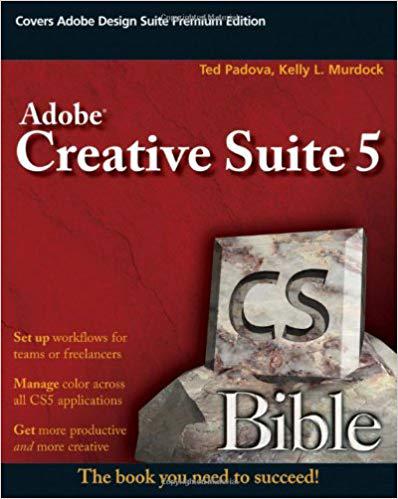 Covers Adobe Design Suite Premium Edition
Ted Padova, Kelly L. Murdock
Adobe®
Creative Suite® 5
CS
Set up workflows for
teams or freelancers
Manage color across
all CS5 applications
Get more productive
and more creative
Bible
The book you need to succeed!